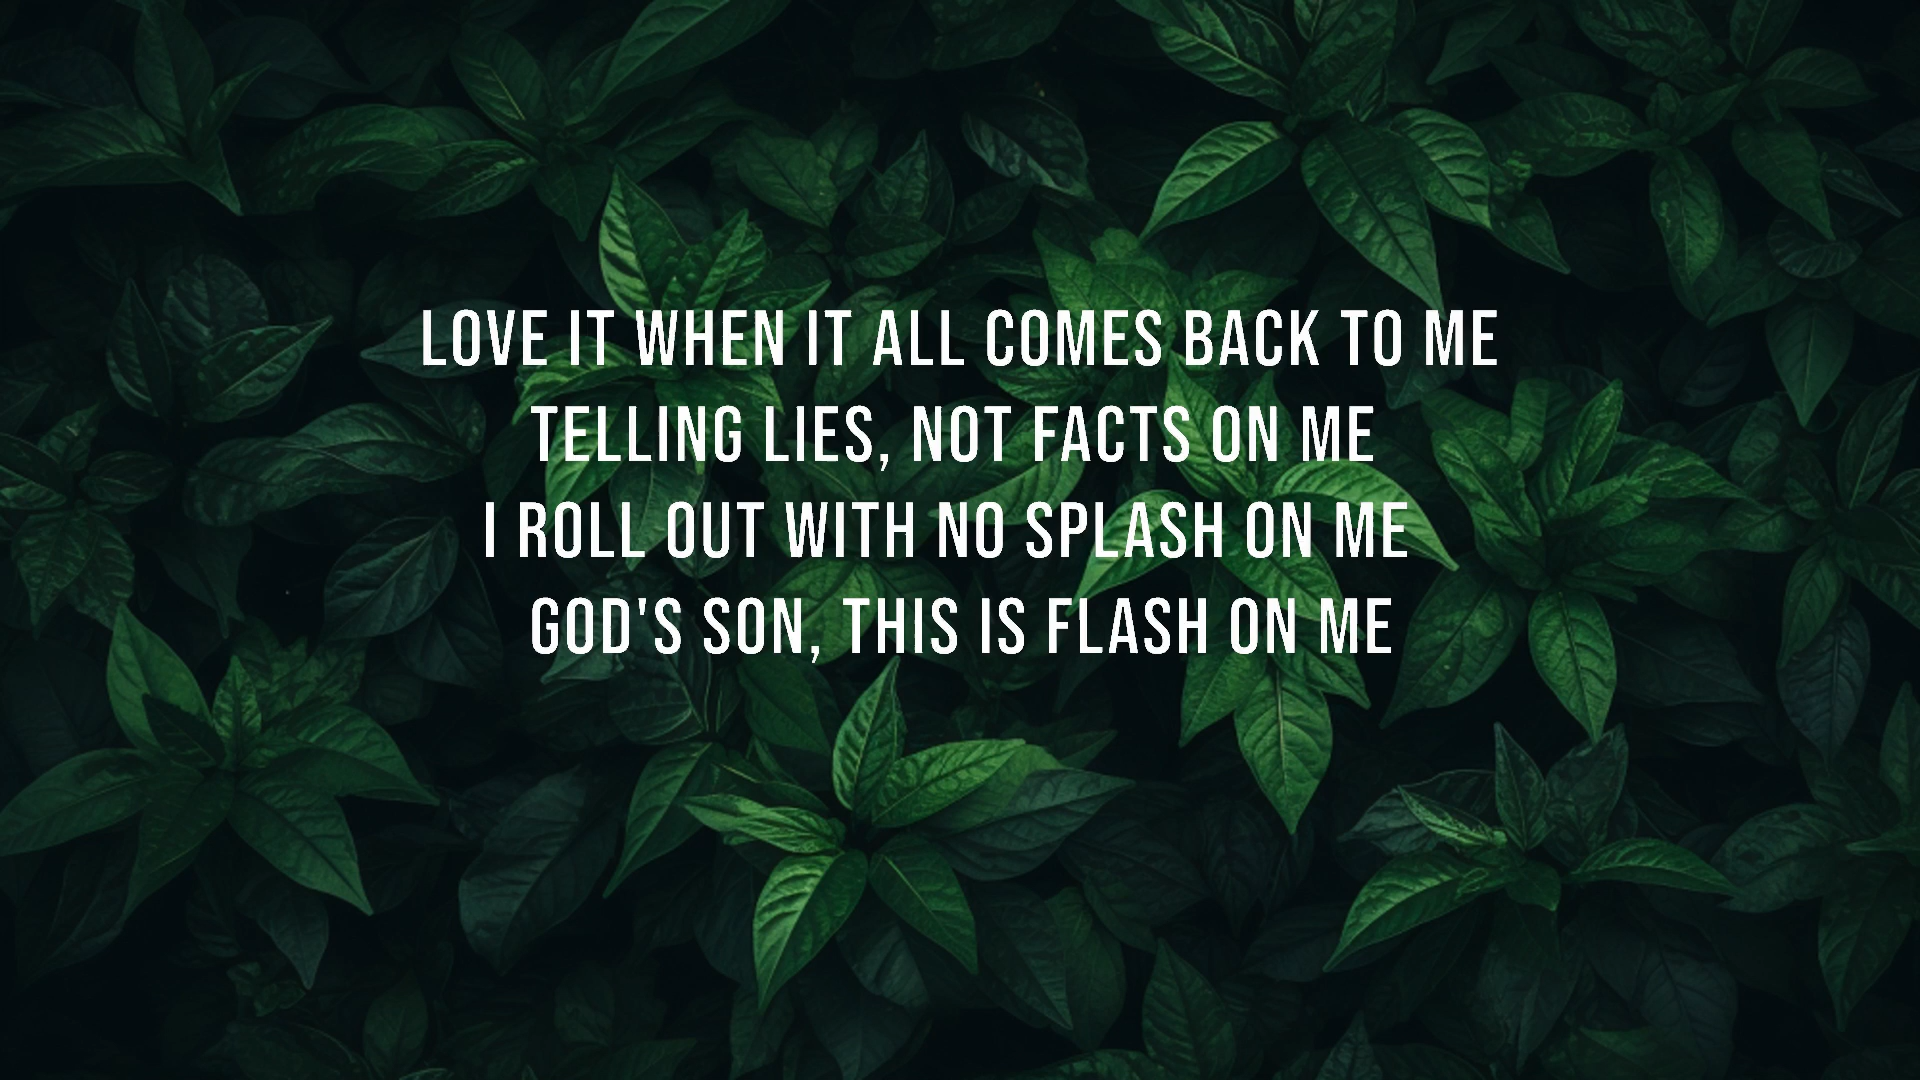 LOVE IT WHEN IT ALL COMES BACK TO ME
TELLING LIES, NOT FACTS ON ME
I ROLL OUT WITH NO SPLASH ON ME
GOD'S SON, THIS IS FLASH ON ME